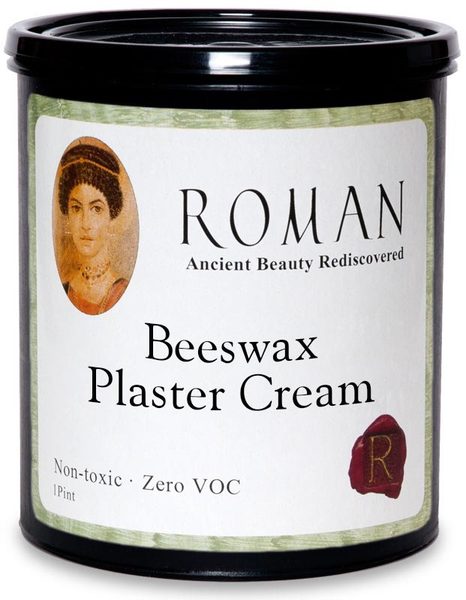 ROMAN
Ancient Beauty Rediscovered
Beeswax
Plaster Cream
R
Non-toxic · Zero VOC
1Pint